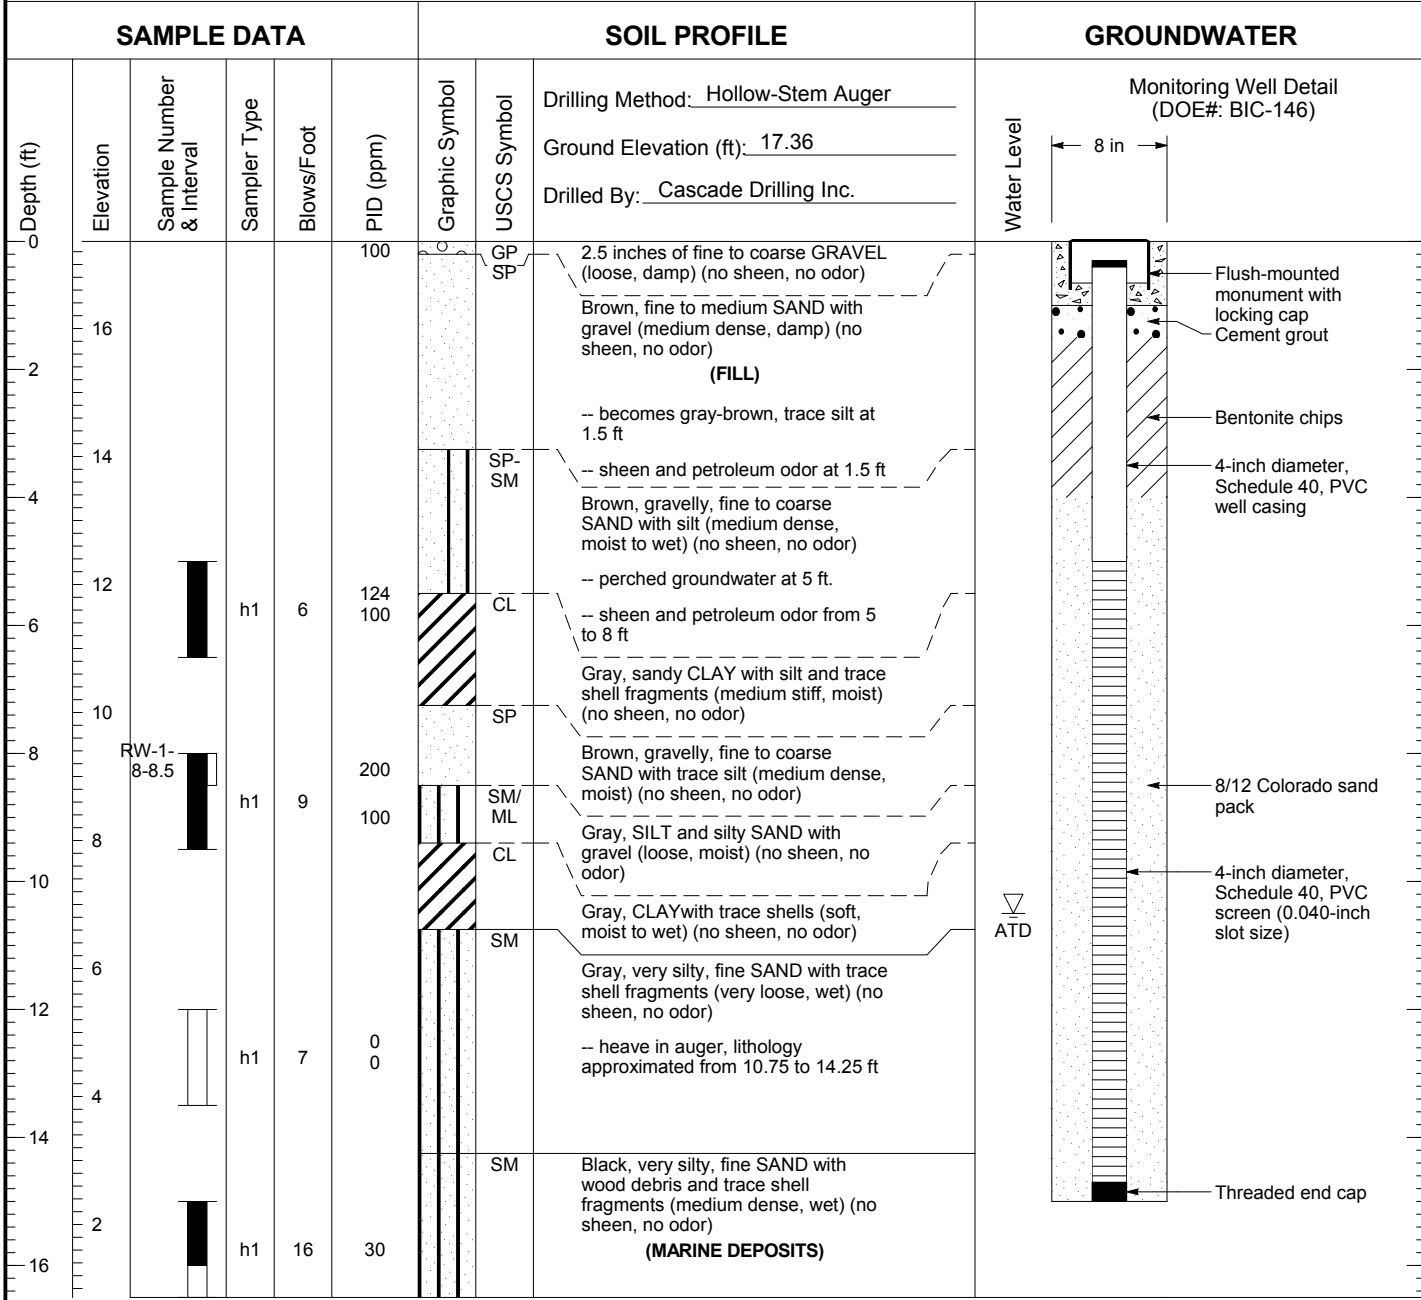 SAMPLE DATA
SOIL PROFILE
GROUNDWATER
Depth (ft)
Elevation
Sample Number
& Interval
Sampler Type
Blows/Foot
PID (ppm)
Graphic Symbol
USCS Symbol
Drilling Method: Hollow-Stem Auger
Ground Elevation (ft): 17.36
Drilled By: Cascade Drilling Inc.
Water Level
Monitoring Well Detail
(DOE#: BIC-146)
8 in
0
2
4
6
8
10
12
14
16
16
14
12
10
8
6
4
2
RW-1-
8-8.5
h1
h1
h1
h1
6
9
7
16
100
124
100
200
100
0
0
30
GP
SP
SP-
SM
CL
SP
SM/
ML
CL
SM
SM
2.5 inches of fine to coarse GRAVEL
(loose, damp) (no sheen, no odor)
Brown, fine to medium SAND with
gravel (medium dense, damp) (no
sheen, no odor)
(FILL)
-- becomes gray-brown, trace silt at
1.5 ft
-- sheen and petroleum odor at 1.5 ft
Brown, gravelly, fine to coarse
SAND with silt (medium dense,
moist to wet) (no sheen, no odor)
-- perched groundwater at 5 ft.
-- sheen and petroleum odor from 5
to 8 ft
Gray, sandy CLAY with silt and trace
shell fragments (medium stiff, moist)
(no sheen, no odor)
Brown, gravelly, fine to coarse
SAND with trace silt (medium dense,
moist) (no sheen, no odor)
Gray, SILT and silty SAND with
gravel (loose, moist) (no sheen, no
odor)
Gray, CLAYwith trace shells (soft,
moist to wet) (no sheen, no odor)
Gray, very silty, fine SAND with trace
shell fragments (very loose, wet) (no
sheen, no odor)
-- heave in auger, lithology
approximated from 10.75 to 14.25 ft
Black, very silty, fine SAND with
wood debris and trace shell
fragments (medium dense, wet) (no
sheen, no odor)
(MARINE DEPOSITS)
ATD
Flush-mounted
monument with
locking cap
Cement grout
Bentonite chips
4-inch diameter,
Schedule 40, PVC
well casing
8/12 Colorado sand
pack
4-inch diameter,
Schedule 40, PVC
screen (0.040-inch
slot size)
Threaded end cap